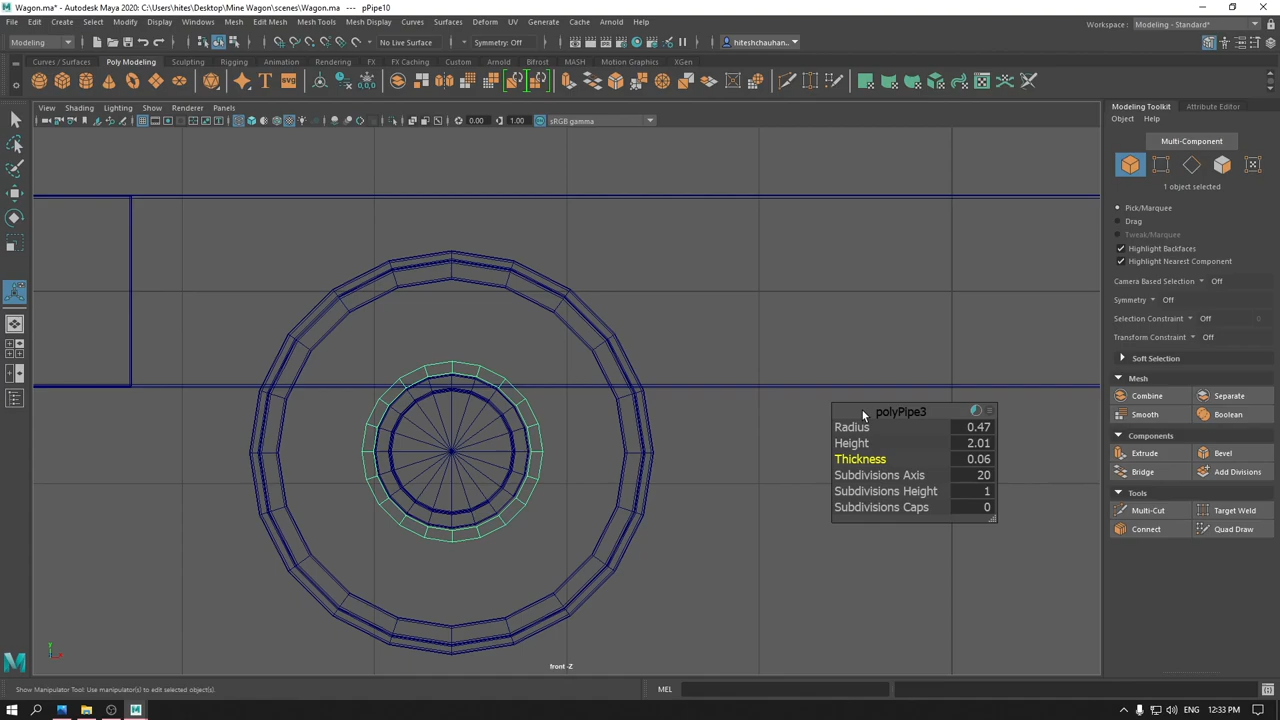 Wagon.ma* - Autodesk Maya 2020: C:\Users\hites\Desktop\Mine Wagon\scenes\Wagon.ma   ---   pPipe10
File Edit Create Select Modify Display Windows Mesh Edit Mesh Mesh Tools Mesh Display Curves Surfaces Deform UV Generate Cache Arnold Help
Workspace : Modeling - Standard*
Modeling No Live Surface Symmetry: Off hiteshchauhan...
Curves / Surfaces Poly Modeling Sculpting Rigging Animation Rendering FX FX Caching Custom Arnold Bifrost MASH Motion Graphics XGen
View Shading Lighting Show Renderer Panels
0.00 1.00 sRGB gamma
Modeling Toolkit Attribute Editor
Object Help
Multi-Component
1 object selected
Pick/Marquee
Drag
Tweak/Marquee
Highlight Backfaces
Highlight Nearest Component
Camera Based Selection Off
Symmetry Off
Selection Constraint Off 0
Transform Constraint Off
Soft Selection
Mesh
Combine Separate
Smooth Boolean
Components
Extrude Bevel
Bridge Add Divisions
Tools
Multi-Cut Target Weld
Connect Quad Draw
polyPipe3
Radius 0.47
Height 2.01
Thickness 0.06
Subdivisions Axis 20
Subdivisions Height 1
Subdivisions Caps 0
front -Z
Show Manipulator Tool: Use manipulator(s) to edit selected object(s).
MEL
ENG 12:33 PM